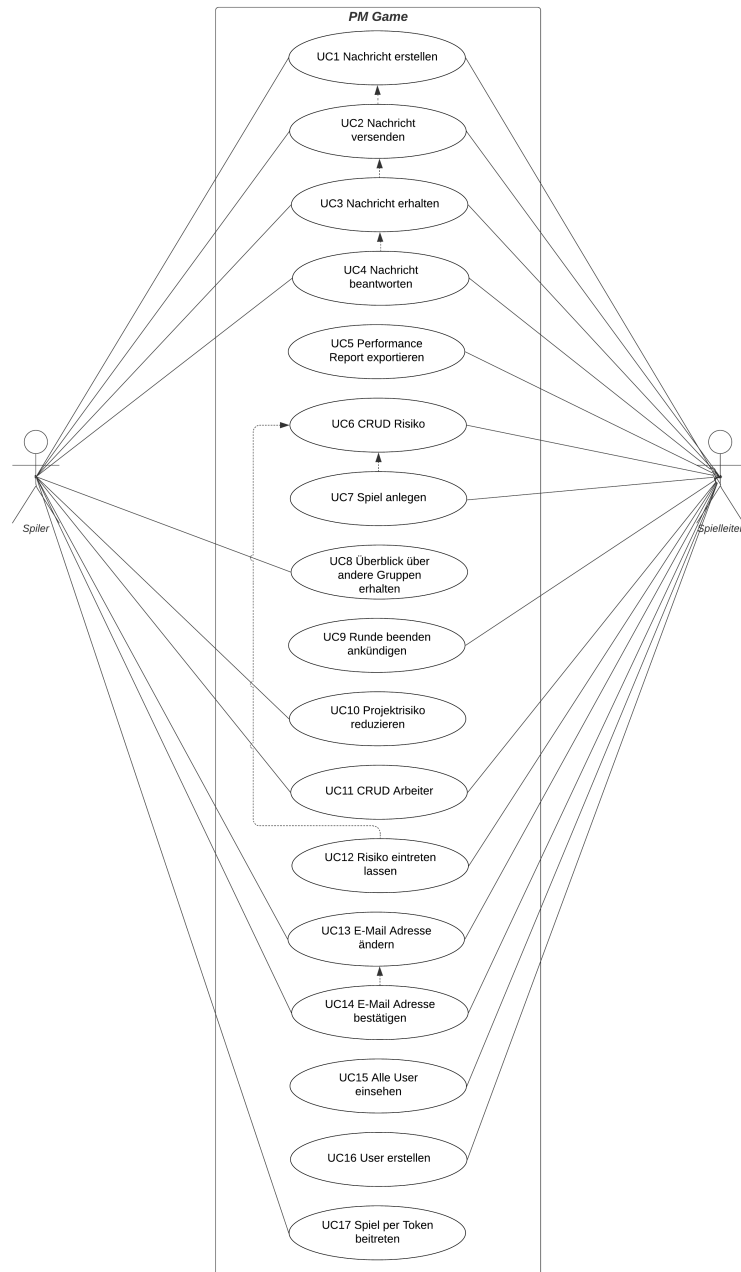 PM Game
UC1 Nachricht erstellen
UC2 Nachricht
versenden
UC3 Nachricht erhalten
UC4 Nachricht
beantworten
UC5 Performance
Report exportieren
UC6 CRUD Risiko
UC7 Spiel anlegen
Spiler
Spielleiter
UC8 Überblick über
andere Gruppen
erhalten
UC9 Runde beenden
ankündigen
UC10 Projektrisiko
reduzieren
UC11 CRUD Arbeiter
UC12 Risiko eintreten
lassen
UC13 E-Mail Adresse
ändern
UC14 E-Mail Adresse
bestätigen
UC15 Alle User
einsehen
UC16 User erstellen
UC17 Spiel per Token
beitreten